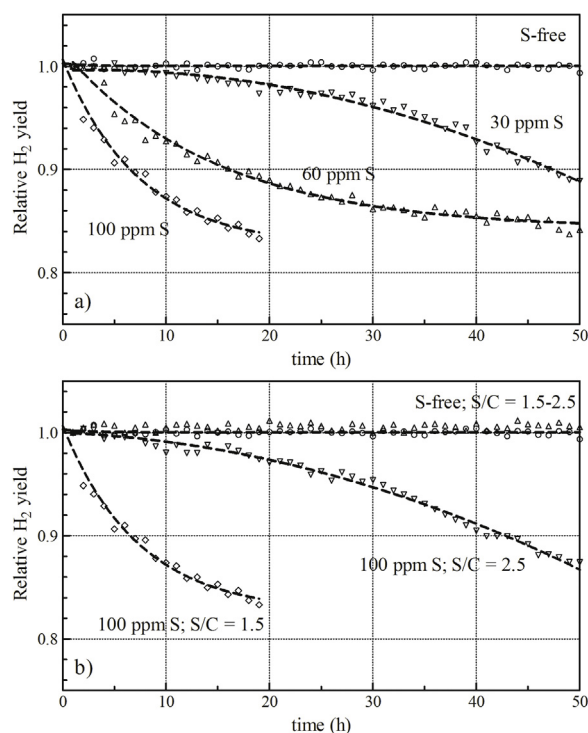 S-free
1.0
30 ppm S
0.9
60 ppm S
100 ppm S
0.8
a)
Relative H₂ yield
0 10 20 30 40 50
time (h)
S-free; S/C = 1.5-2.5
1.0
0.9
100 ppm S; S/C = 2.5
100 ppm S; S/C = 1.5
0.8
b)
Relative H₂ yield
0 10 20 30 40 50
time (h)